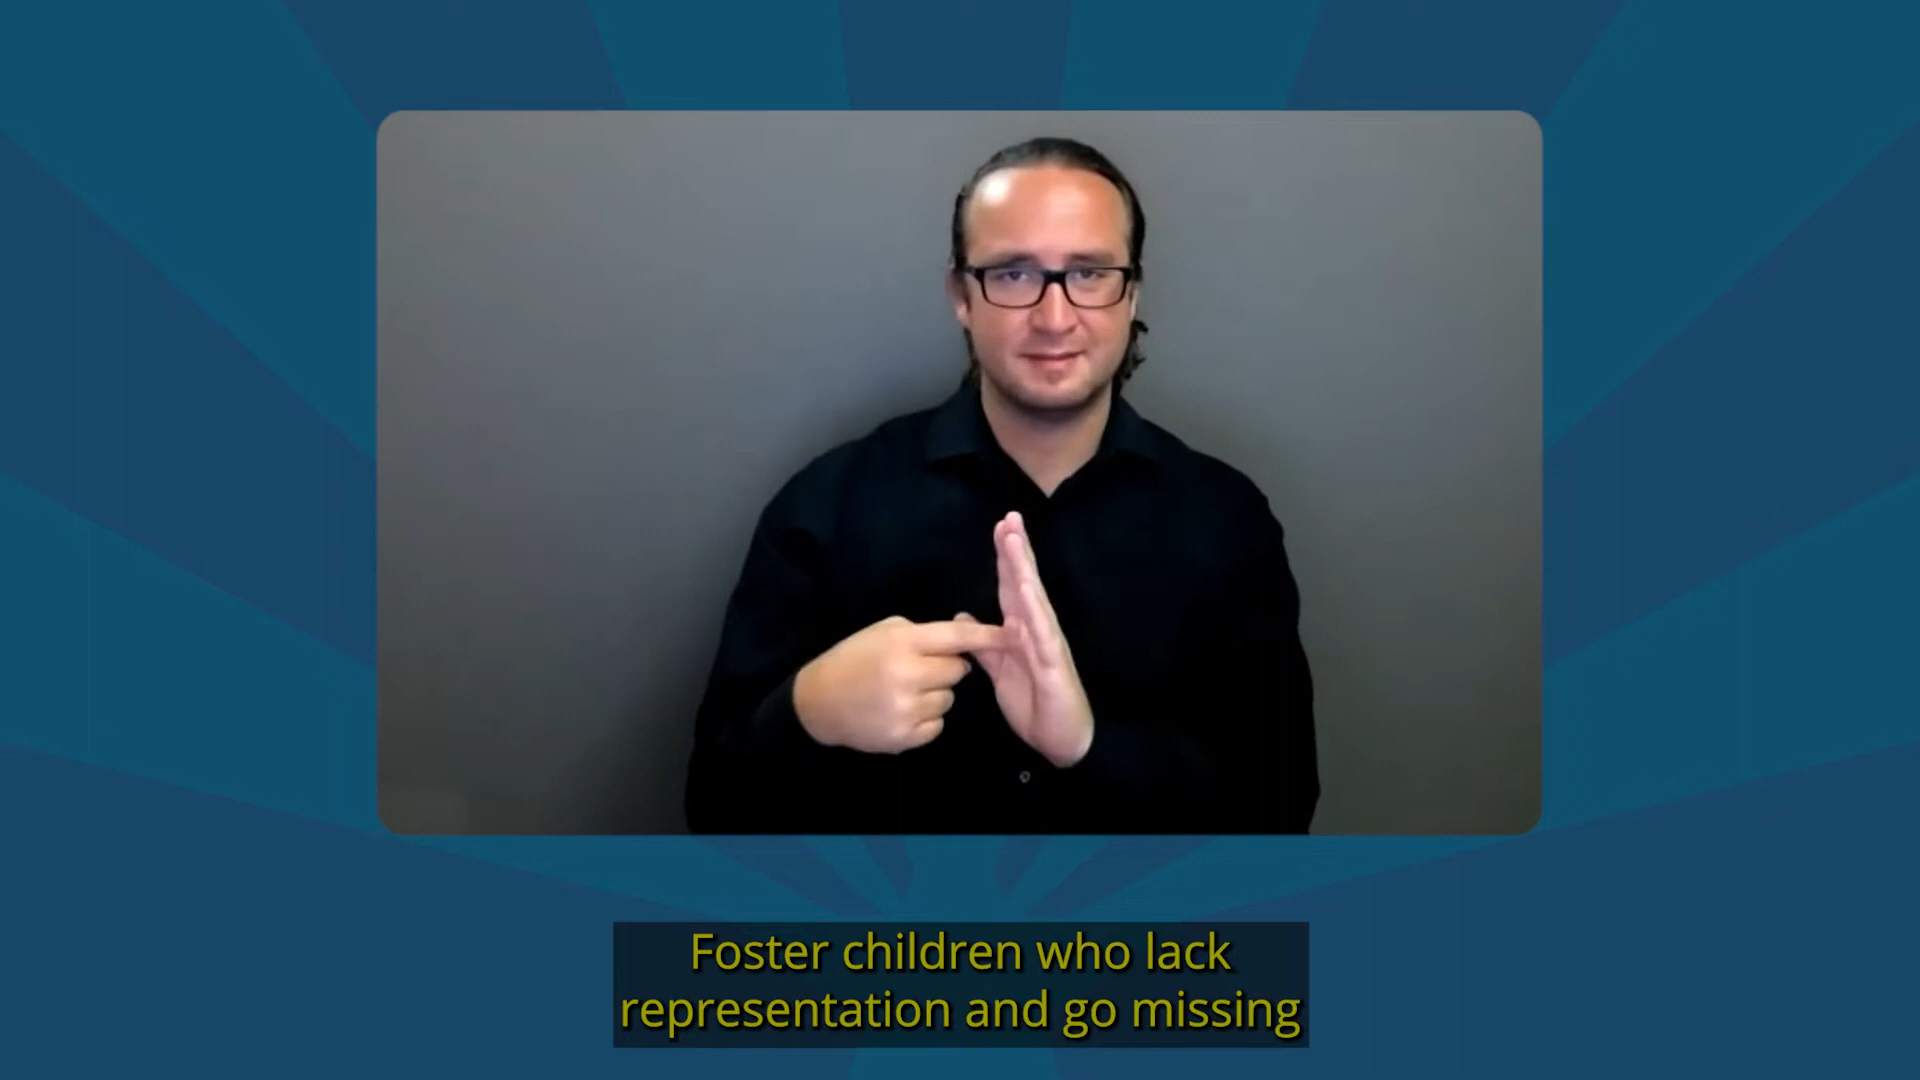 Foster children who lack
representation and go missing